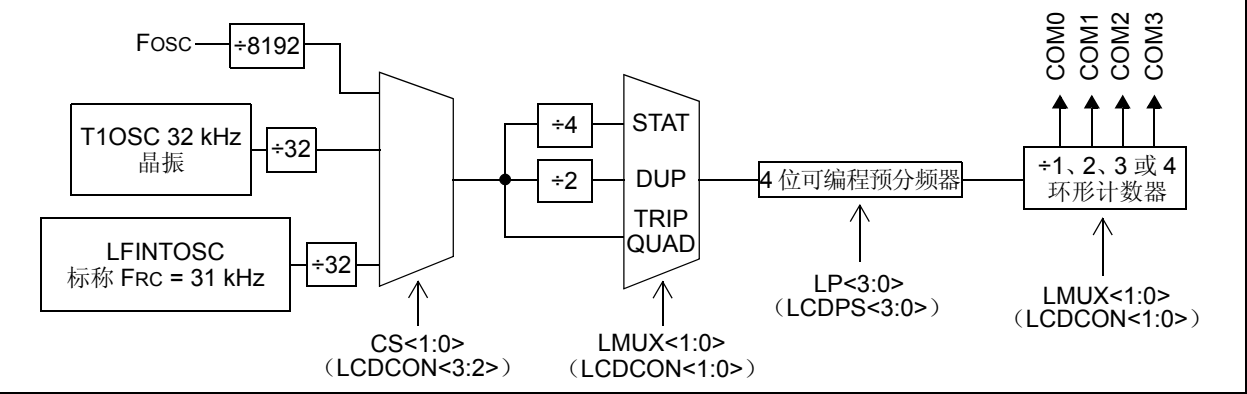 FOSC
÷8192
T1OSC 32 kHz
晶振
÷32
LFINTOSC
标称 FRC = 31 kHz
÷32
CS<1:0>
（LCDCON<3:2>）
÷4
÷2
STAT
DUP
TRIP
QUAD
LMUX<1:0>
（LCDCON<1:0>）
4 位可编程预分频器
LP<3:0>
（LCDPS<3:0>）
COM0
COM1
COM2
COM3
÷1、2、3 或 4
环形计数器
LMUX<1:0>
（LCDCON<1:0>）